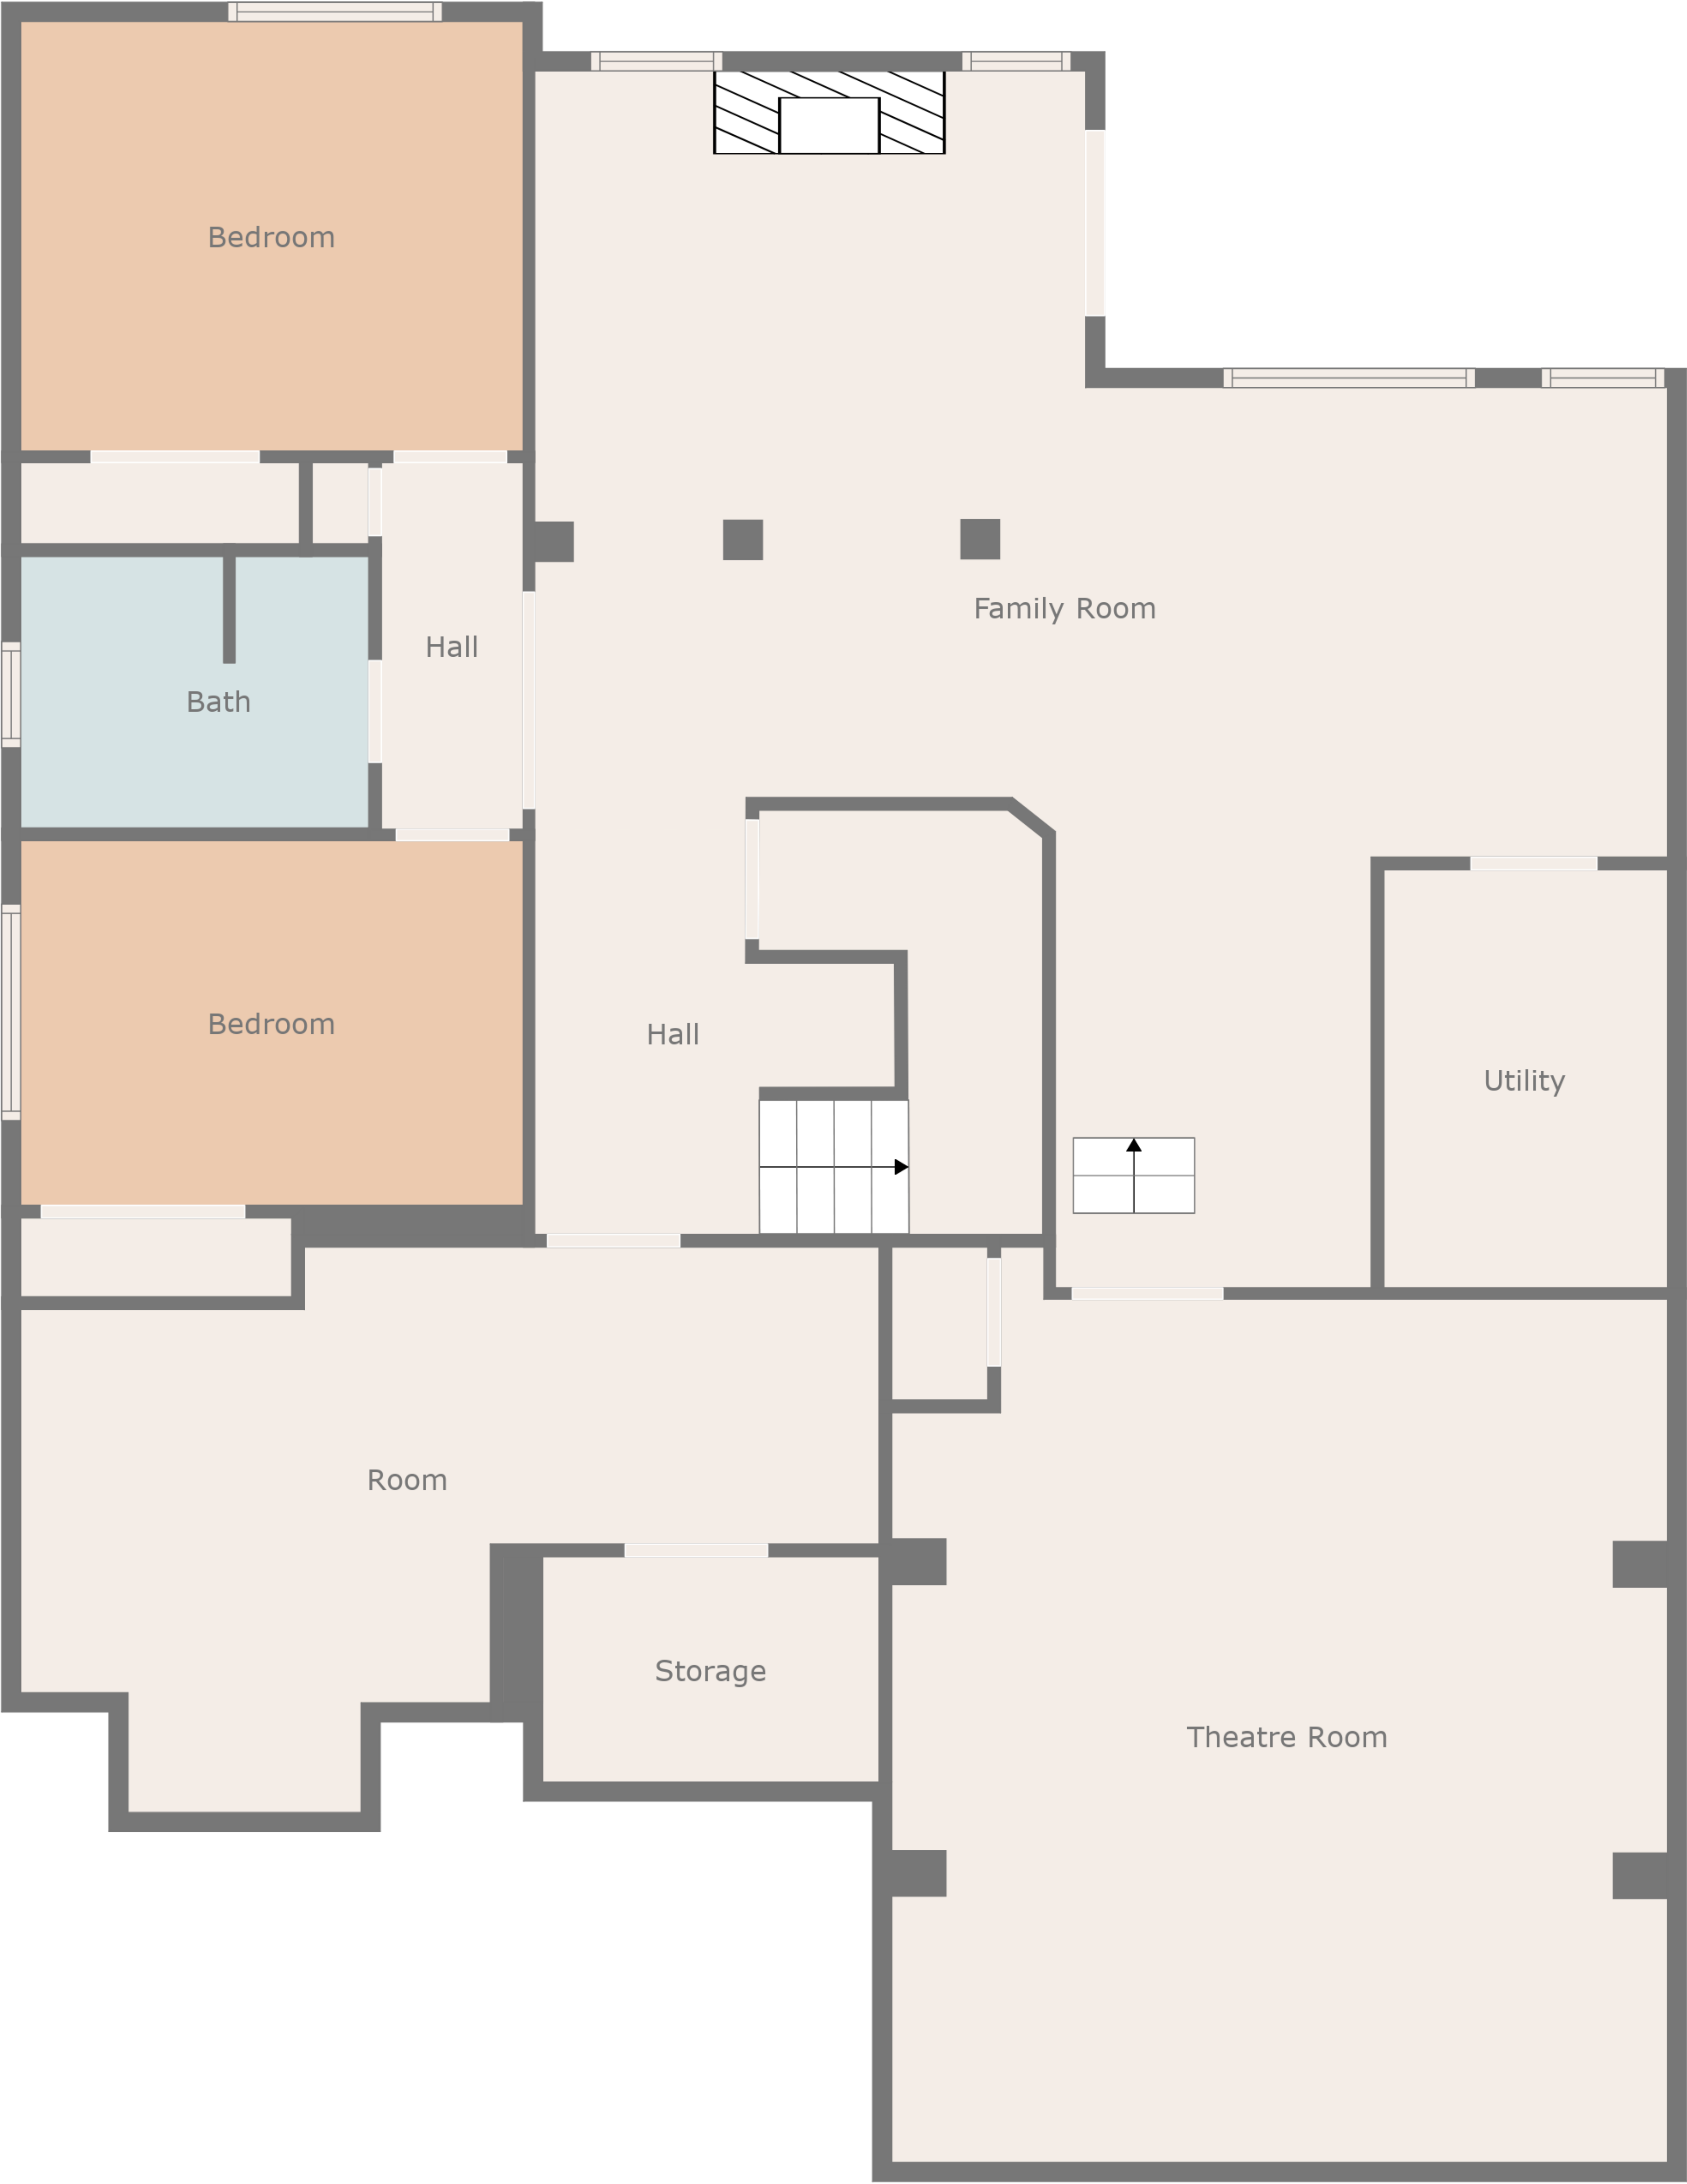 Bedroom
Family Room
Hall
Bath
Bedroom
Hall
Utility
Room
Storage
Theatre Room